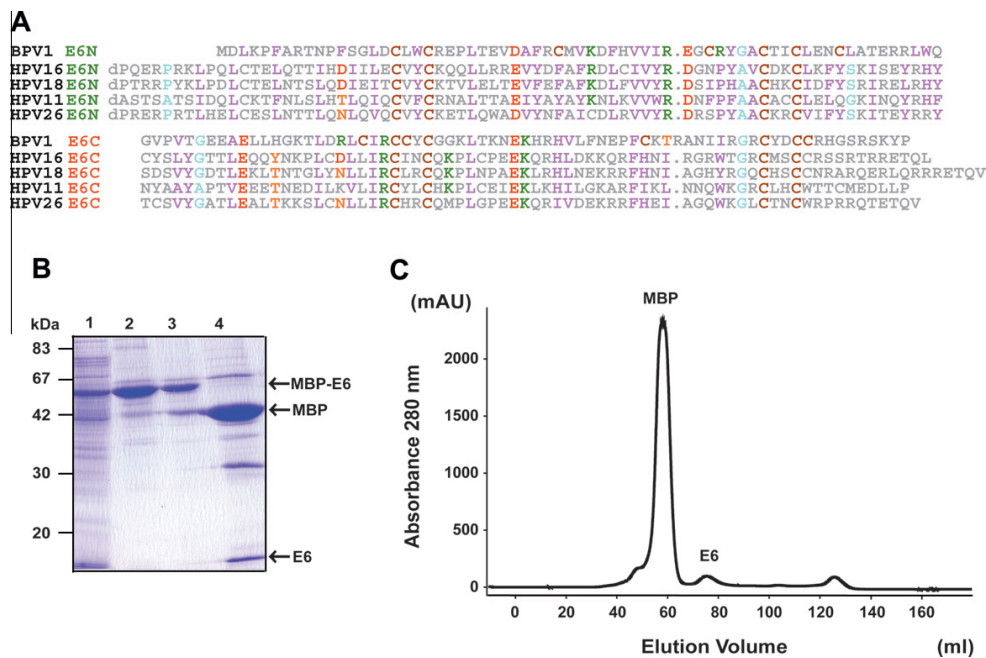 A
BPV1 E6N MDLKPFARTNPFSGLDCLWCREPLTEVDAFRCMVKDFHVVIR.EGCRYGACTICLENCLATERRLWQ
HPV16 E6N dPQERPRKLPQLCTELQTTIHDIILECVYCKQQLLRREVYDFAFRDLCIVYR.DGNPYAVCDKCLKFYSKISEYRHY
HPV18 E6N dPTRRPYKLPDLCTELNTSLQDIEITCVYCKTVLELTEVFEFAFKDLFVVYR.DSIPHAACHKCIDFYSRIRELRHY
HPV11 E6N dASTSATSIDQLCKTFNLSLHTLQIQCVFCRNALTTAEIYAYAYKNLKVVWR.DNFPFAACACCLELQGKINQYRHF
HPV26 E6N dPRERPRTLHELCESLNTTLQNIQVQCVYCKKTLELADVYNFAFKELKVVYR.DDFPYAACKMCVKFYSKITEYRRY
BPV1 E6C GVPVTGEEAELLHGKTLDRLCIRCCYCGGKLTKNEKHRHVLFNEPFCKTRANIIRGRCYDCCRHGSRSKYP
HPV16 E6C CYSLYGTTLEQQYNKPLCDLLIRCINCQKPLCPEEKQRHLDKKQRFHNI.RGRWTGRCMSCCRSSRTRRETQL
HPV18 E6C SDSVYGDTLEKLTNTGLYNLLIRCLRCQKPLNPAEKLRHLNEKRRFHNI.AGHYRGQCHSCCNRARQERLQRRRETQV
HPV11 E6C NYAAYAPTVEEETNEDILKVLIRCYLCHKPLCEIEKLKHILGKARFIKL.NNQWKGRCLHCWTTCMEDLLP
HPV26 E6C TCSVYGATLEALTKKSLCNLLIRCHRCQMPLGPEEKQRIVDEKRRFHEI.AGQWKGLCTNCWRPRRQTETQV
B
kDa 1 2 3 4
83
67
MBP-E6
42
MBP
30
20
E6
C
(mAU)
MBP
2000
1500
1000
500
0
E6
Absorbance 280 nm
0 20 40 60 80 100 120 140 160
Elution Volume (ml)